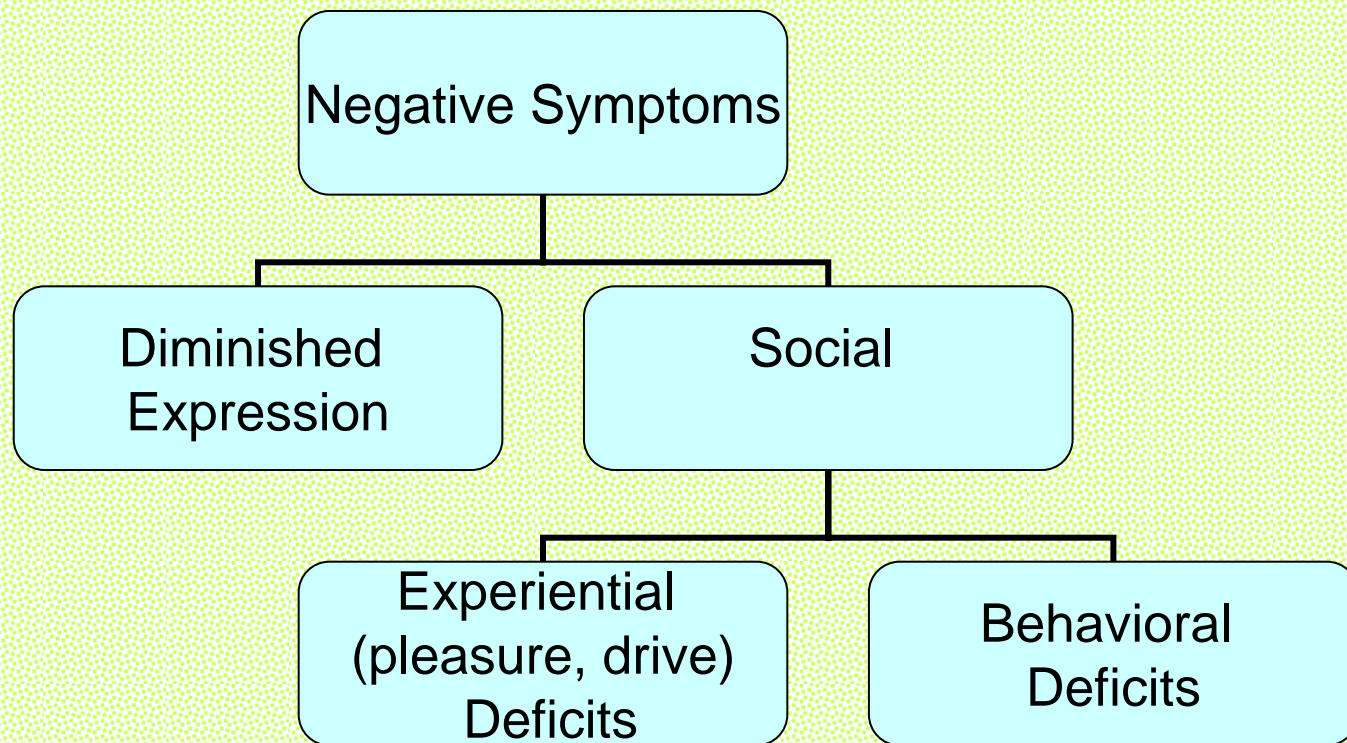 Negative Symptoms
Diminished
Expression
Social
Experiential
(pleasure, drive)
Deficits
Behavioral
Deficits